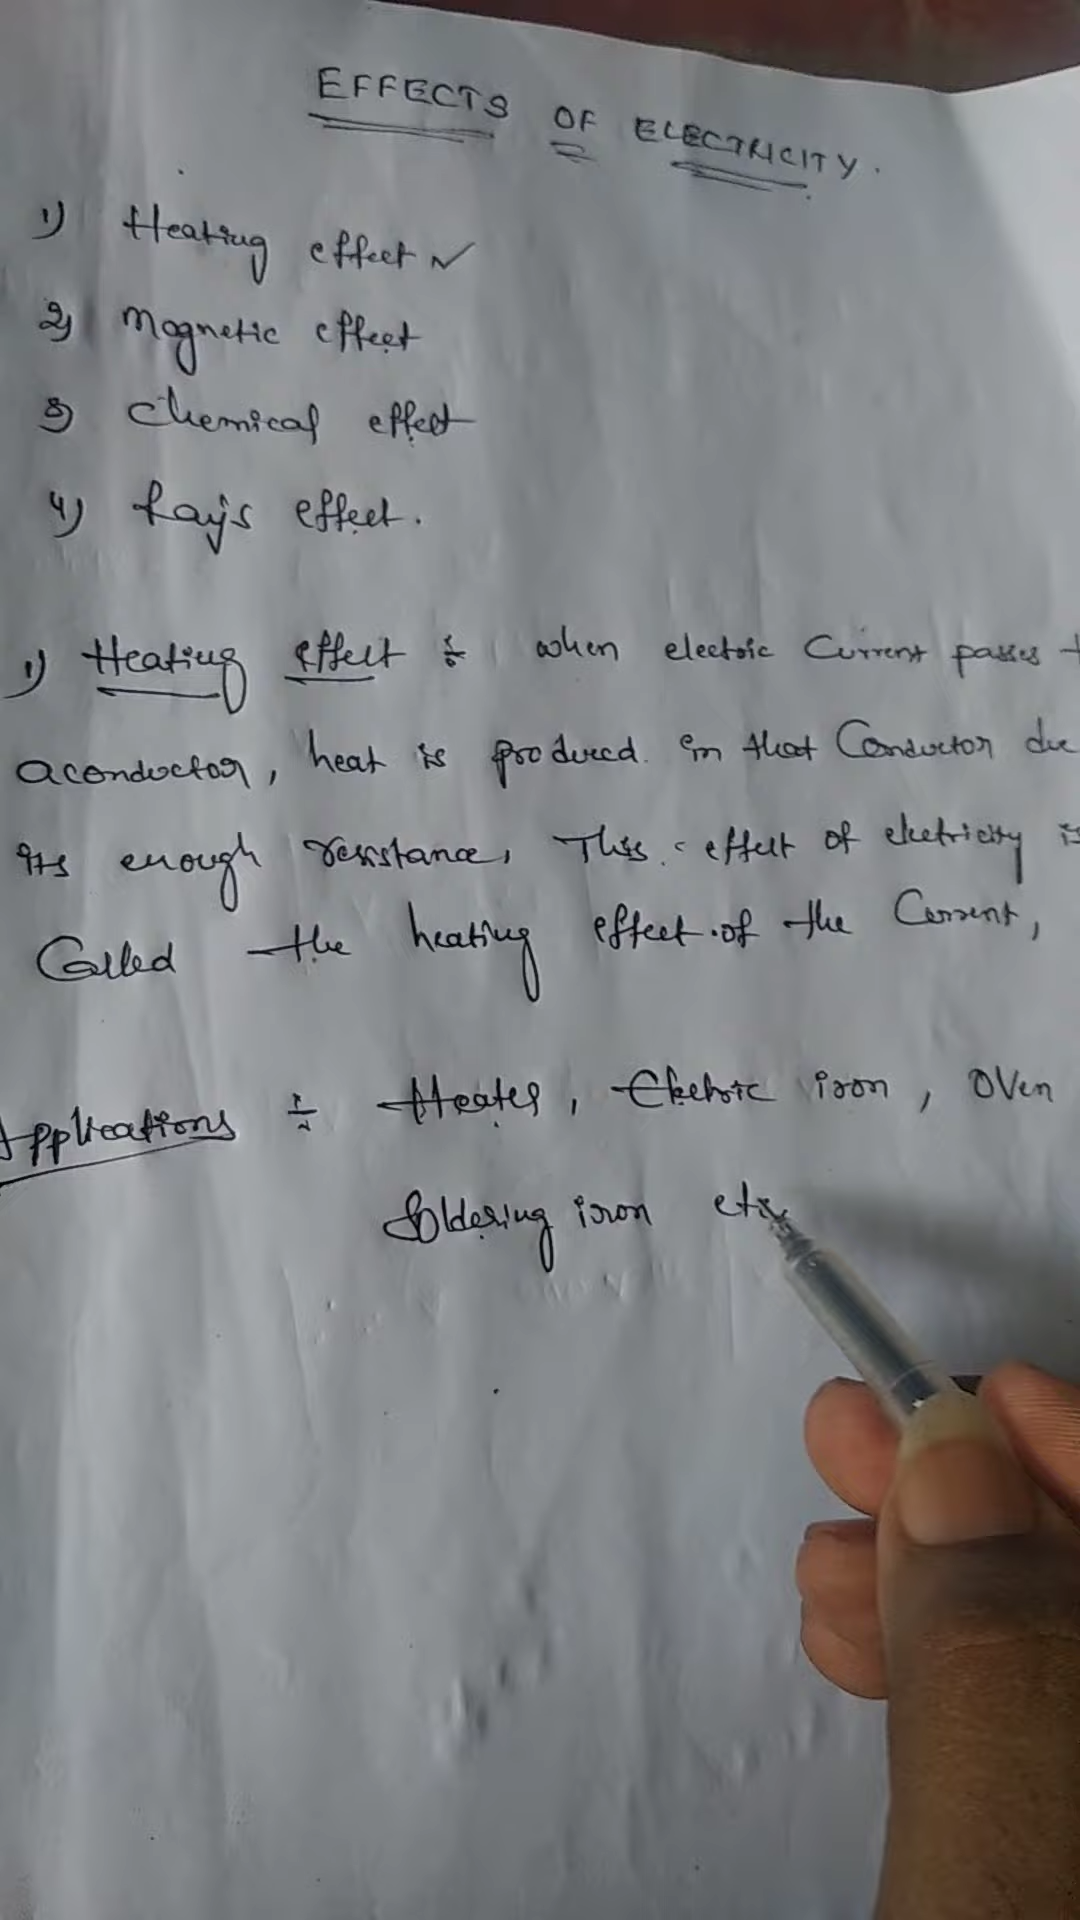 EFFECTS OF ELECTRICITY.
1) Heating effect ✓
2) Magnetic effect
3) Chemical effect
4) Rays effect.
1) Heating effect ÷ when electric Current passes
a conductor, heat is produced. in that Conductor due
its enough resistance, This effect of eletricity is
Called the heating effect of the Current,
Applications ÷ Heater, Electric iron, Oven
Soldering iron etc